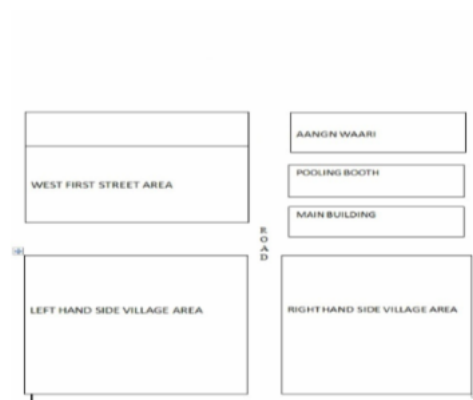 AANGN WAARI
WEST FIRST STREET AREA
POOLING BOOTH
MAIN BUILDING
ROAD
LEFT HAND SIDE VILLAGE AREA
RIGHT HAND SIDE VILLAGE AREA